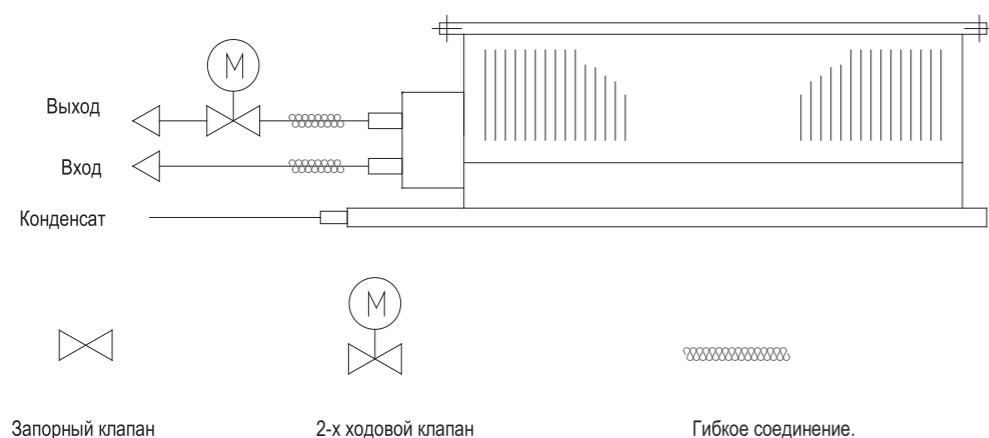 M
Выход
Вход
Конденсат
M
Запорный клапан
2-х ходовой клапан
Гибкое соединение.